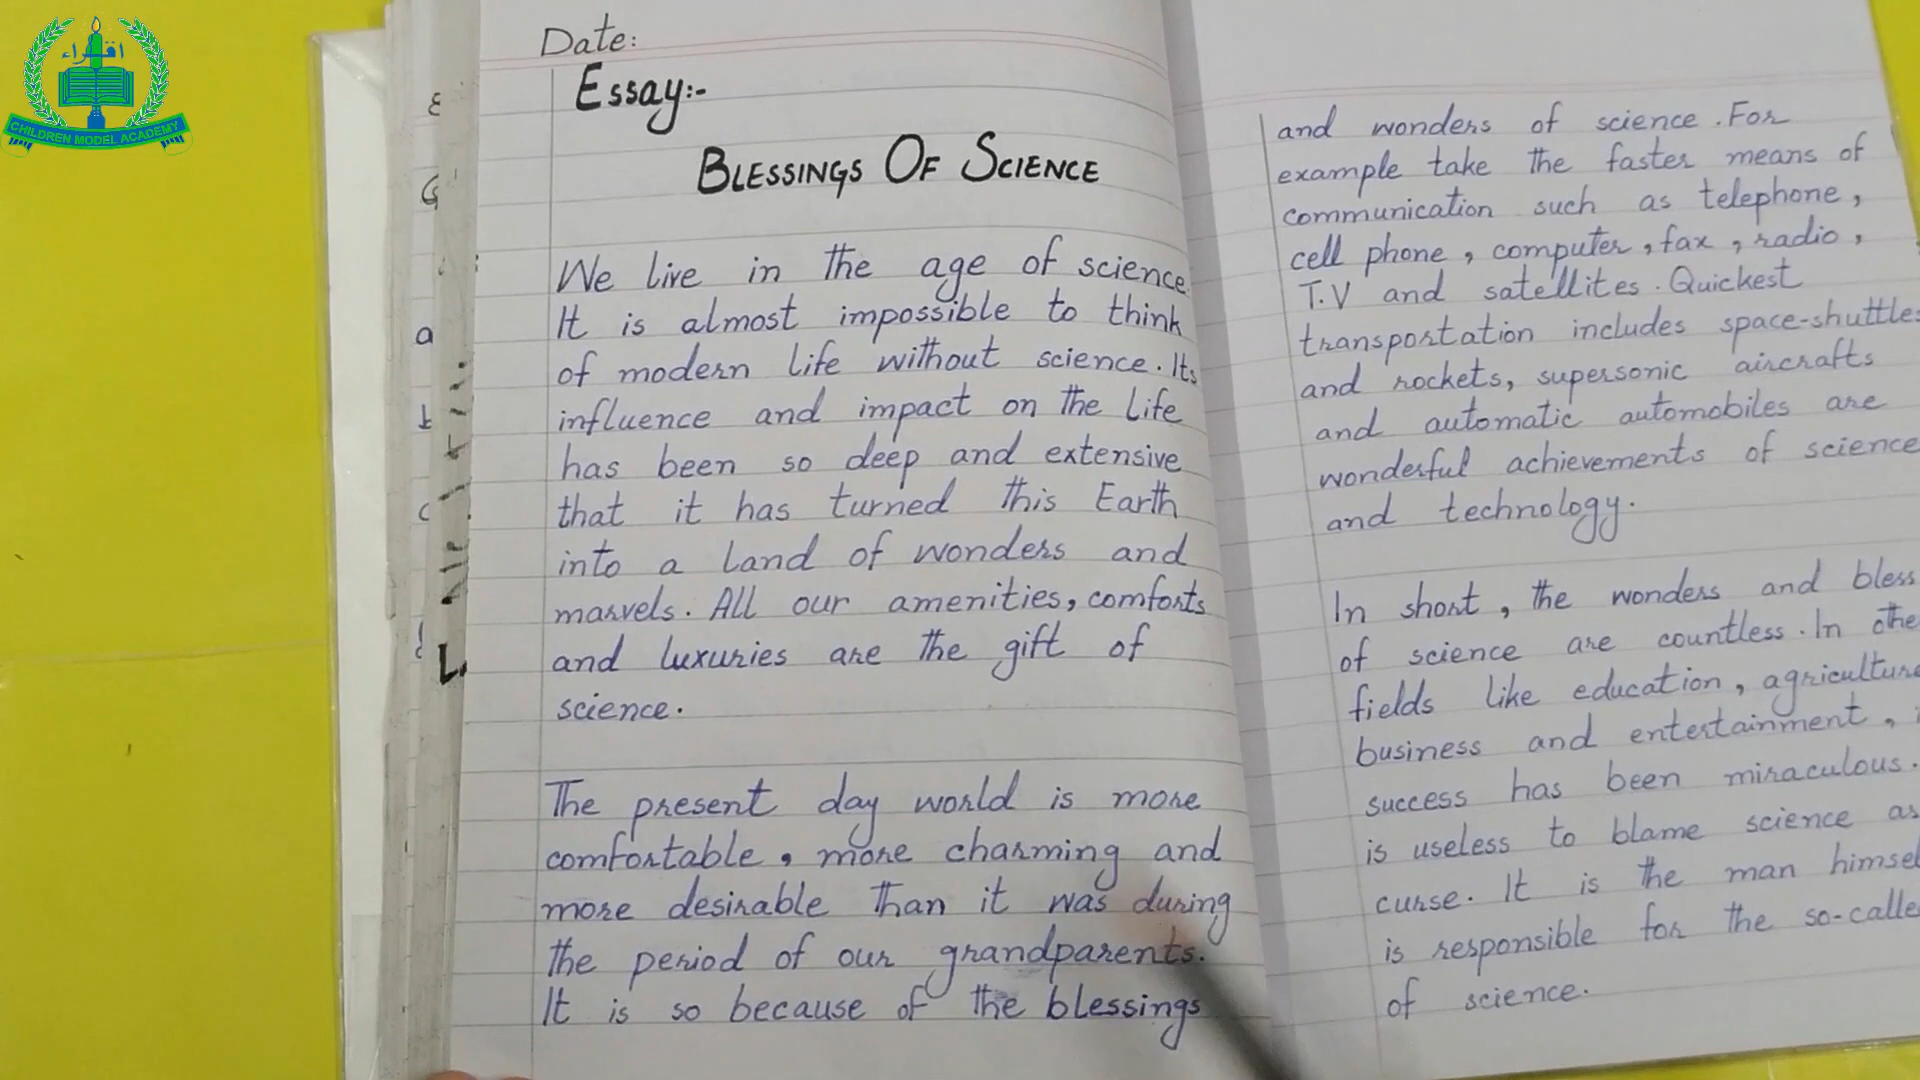 اقراء
CHILDREN MODEL ACADEMY
Date:
Essay:-
BLESSINGS OF SCIENCE
We live in the age of science
It is almost impossible to think
of modern life without science. Its
influence and impact on the life
has been so deep and extensive
that it has turned this Earth
into a land of wonders and
marvels. All our amenities, comforts
and luxuries are the gift of
science.
The present day world is more
comfortable, more charming and
more desirable than it was during
the period of our grandparents.
It is so because of the blessings
and wonders of science. For
example take the faster means of
communication such as telephone,
cell phone, computer, fax, radio,
T.V and satellites. Quickest
transportation includes space-shuttles
and rockets, supersonic aircrafts
and automatic automobiles are
wonderful achievements of science
and technology.
In short, the wonders and bless
of science are countless. In othe
fields like education, agriculture
business and entertainment, i
success has been miraculous.
is useless to blame science as
curse. It is the man himsel
is responsible for the so-calle
of science.